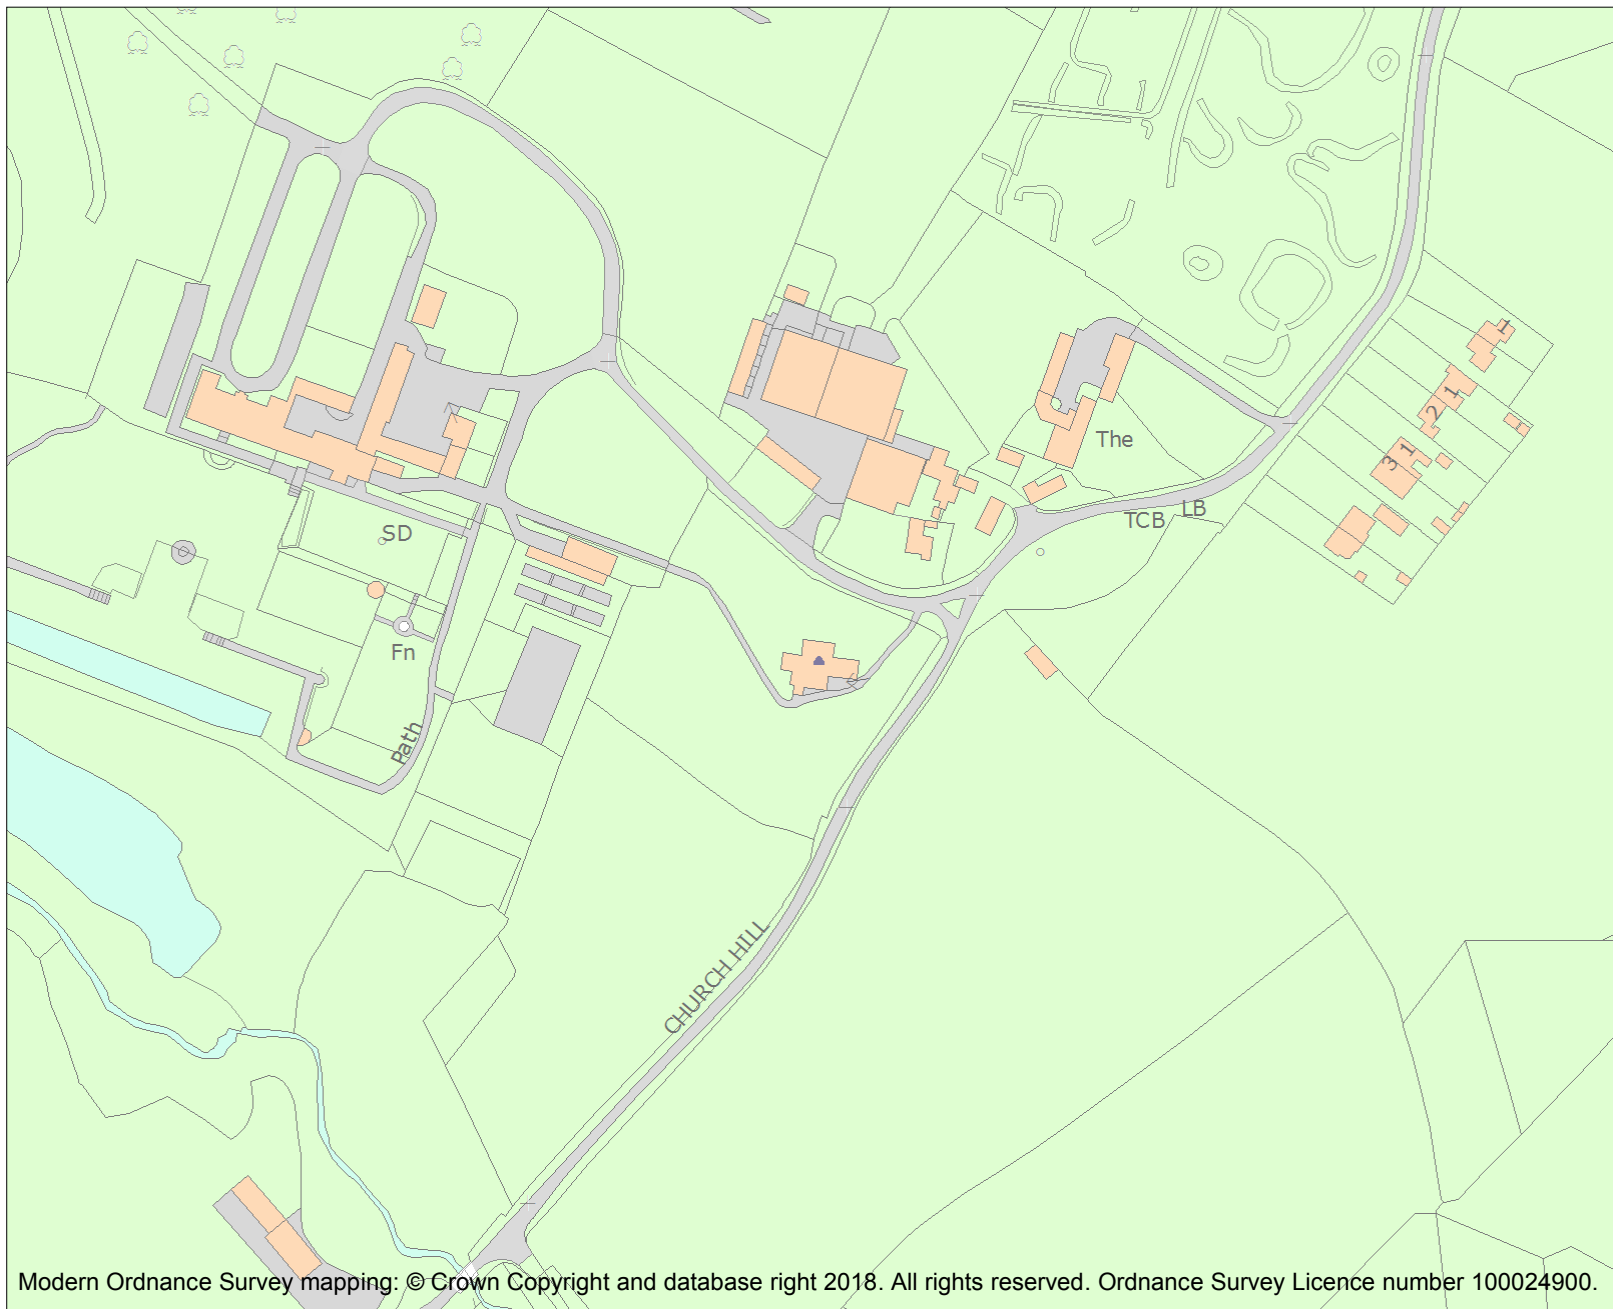 1
2 1
3 1
The
TCB
LB
SD
Fn
Path
CHURCH HILL
Modern Ordnance Survey mapping: © Crown Copyright and database right 2018. All rights reserved. Ordnance Survey Licence number 100024900.